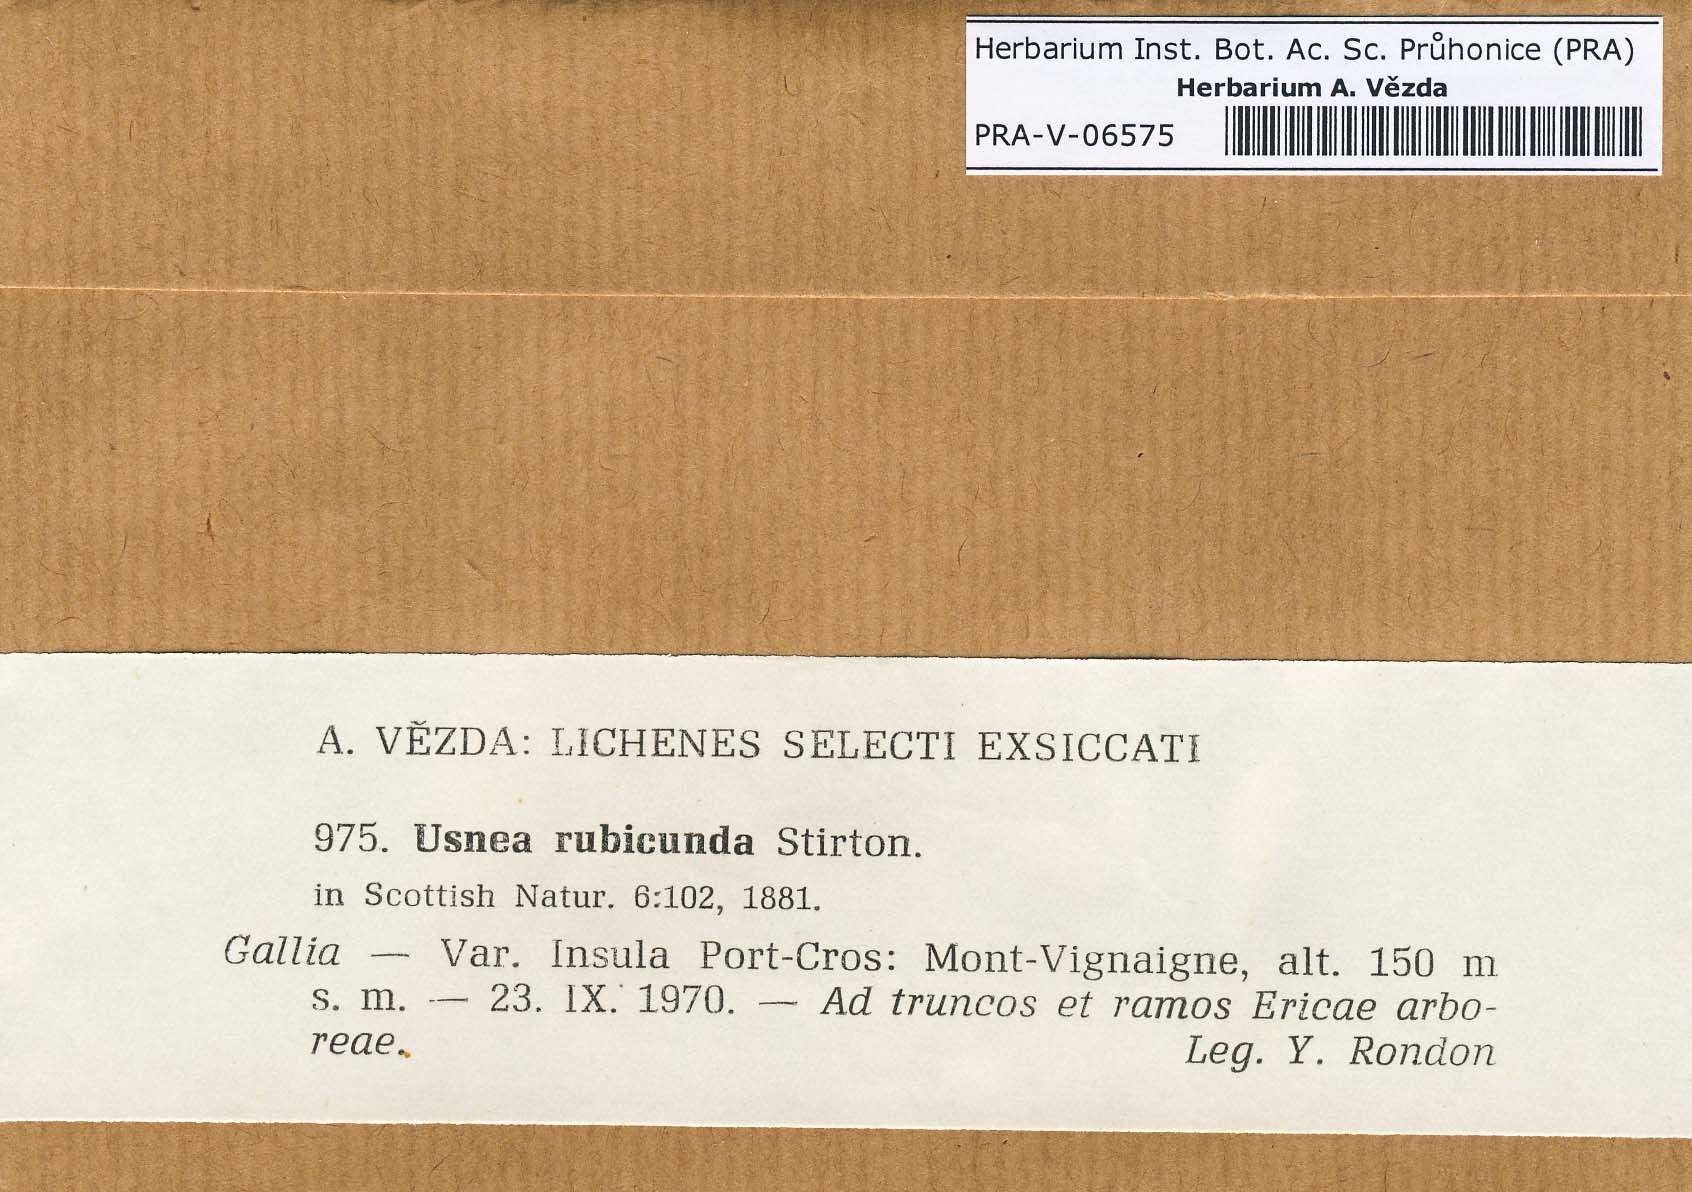 Herbarium Inst. Bot. Ac. Sc. Průhonice (PRA)
Herbarium A. Vězda
PRA-V-06575
A. VĚZDA: LICHENES SELECTI EXSICCATI
975. Usnea rubicunda Stirton.
in Scottish Natur. 6:102, 1881.
Gallia — Var. Insula Port-Cros: Mont-Vignaigne, alt. 150 m
s. m. — 23. IX. 1970. — Ad truncos et ramos Ericae arbo-
reae. Leg. Y. Rondon